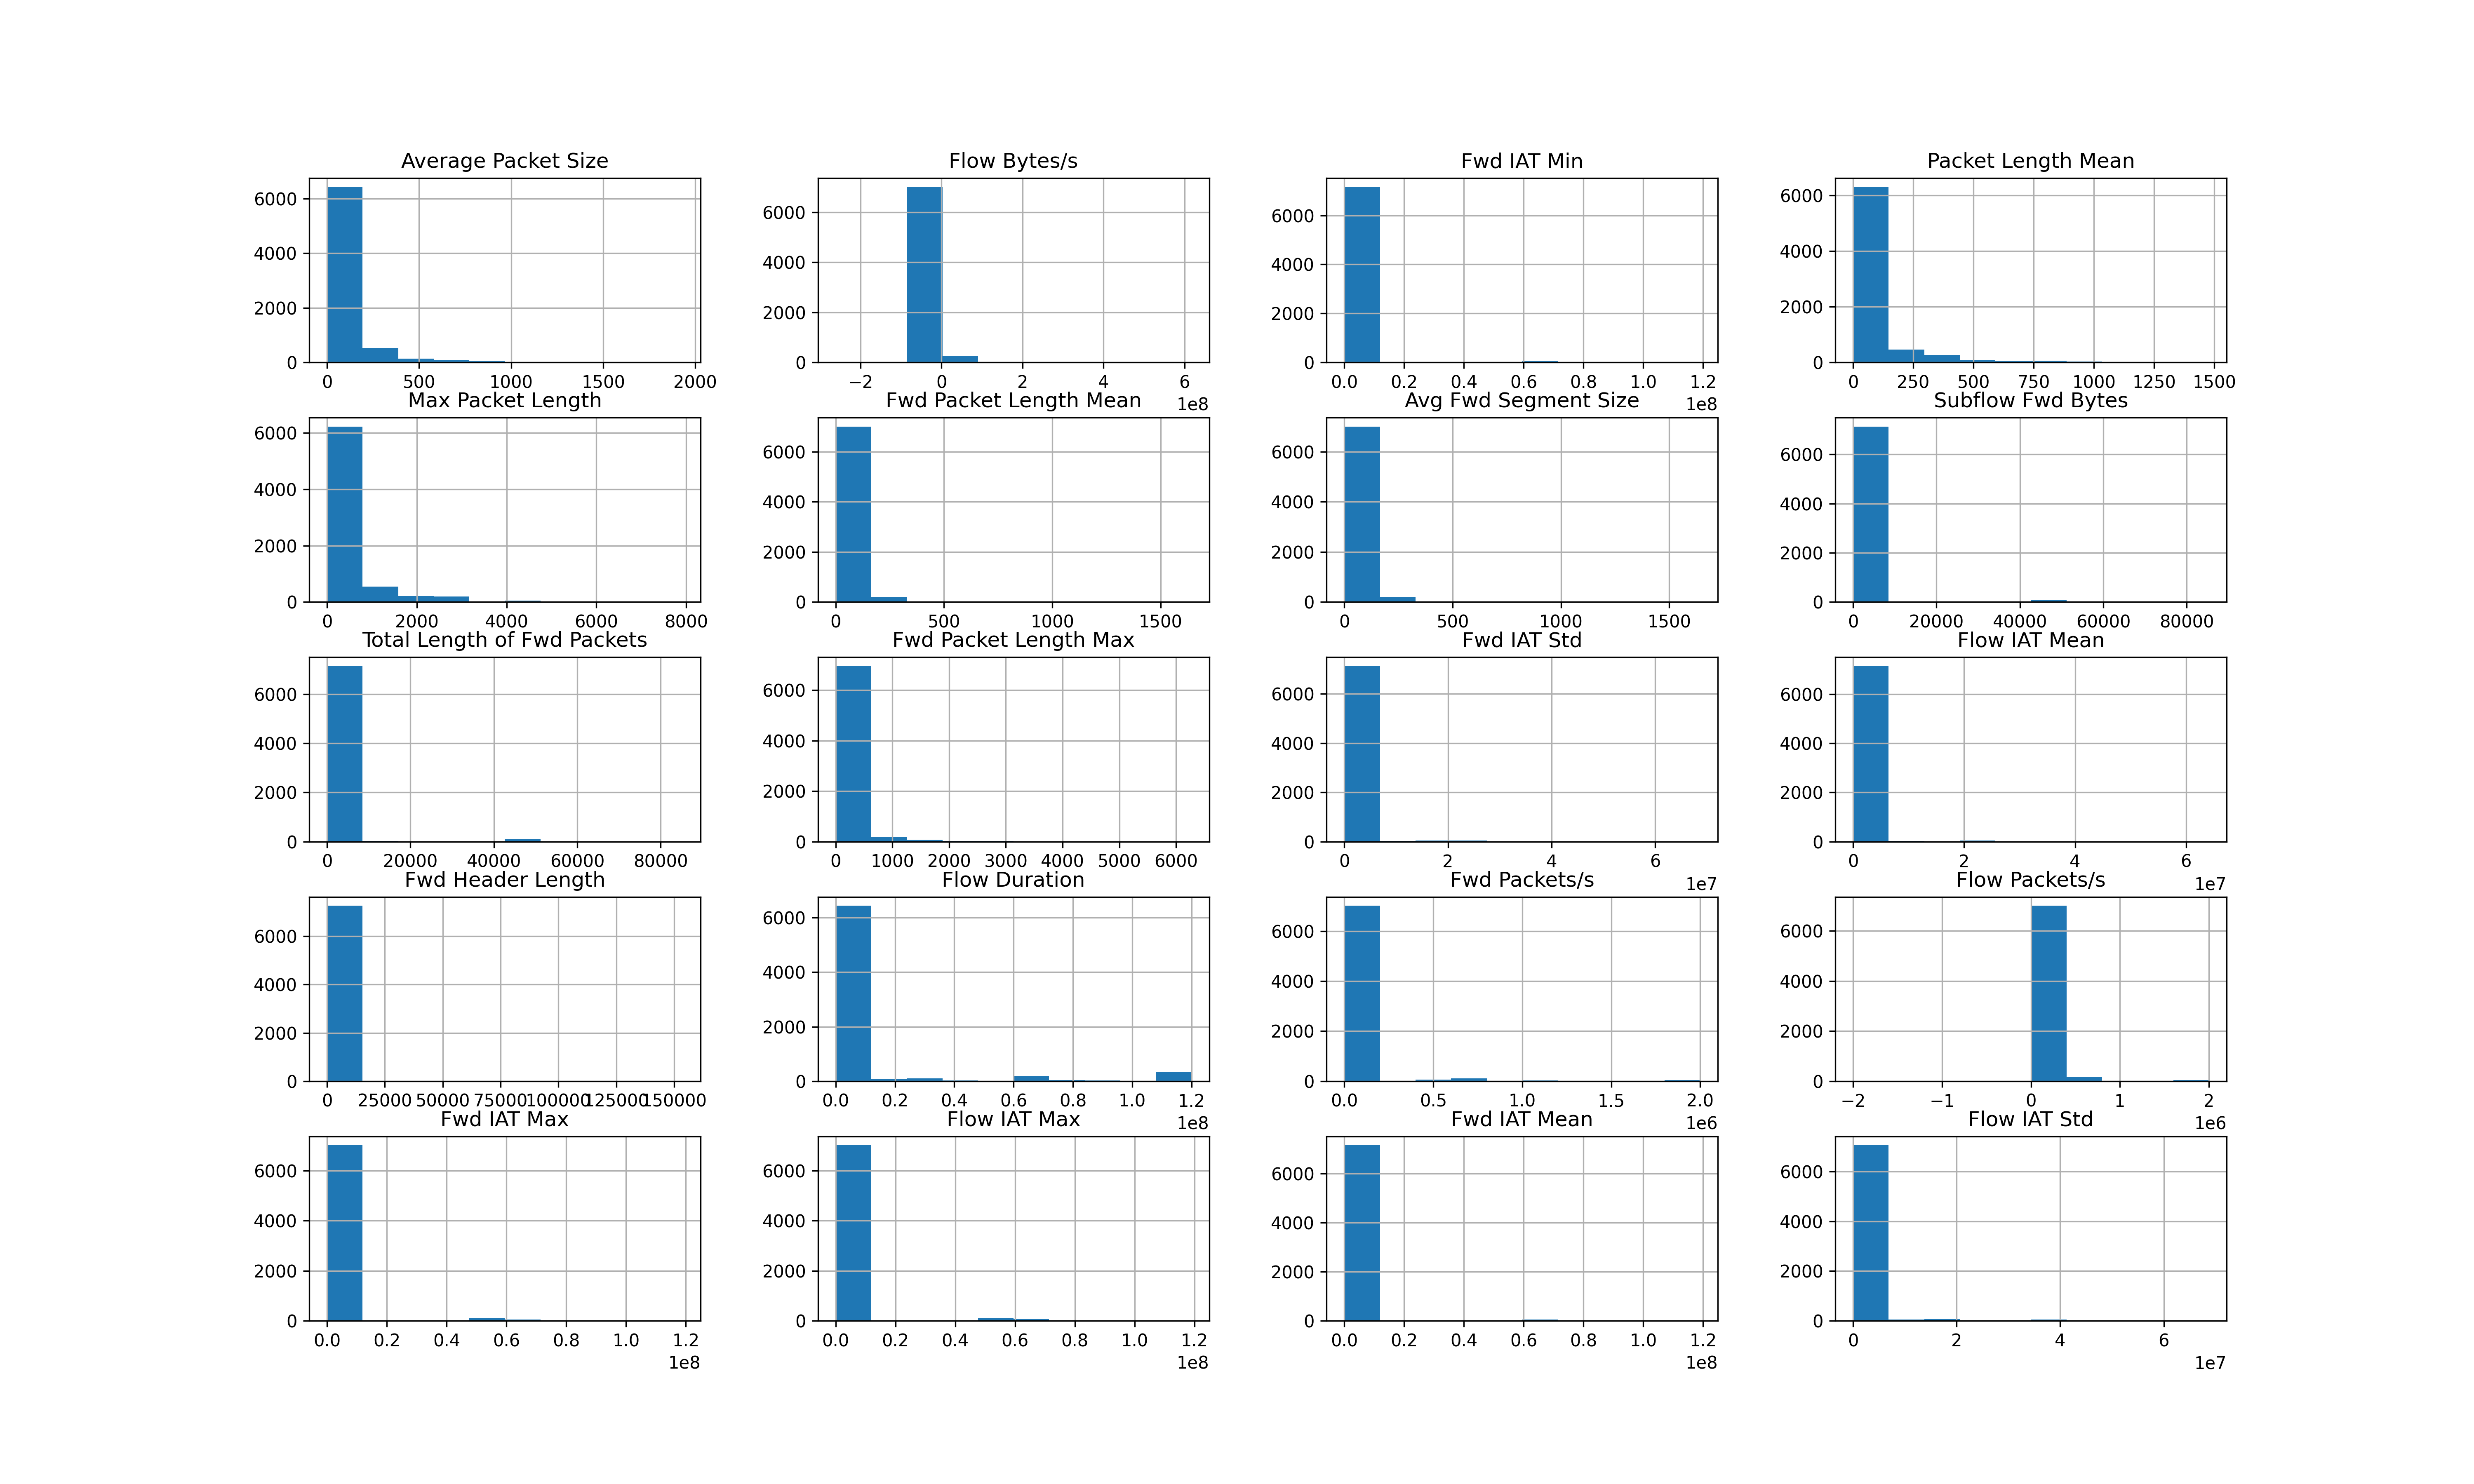 Average Packet Size
Flow Bytes/s
Fwd IAT Min
Packet Length Mean
6000
4000
2000
0
0 500 1000 1500 2000
6000
4000
2000
0
−2 0 2 4 6
1e8
6000
4000
2000
0
0.0 0.2 0.4 0.6 0.8 1.0 1.2
1e8
6000
4000
2000
0
0 250 500 750 1000 1250 1500
Max Packet Length
Fwd Packet Length Mean
Avg Fwd Segment Size
Subflow Fwd Bytes
6000
4000
2000
0
0 2000 4000 6000 8000
6000
4000
2000
0
0 500 1000 1500
6000
4000
2000
0
0 500 1000 1500
6000
4000
2000
0
0 20000 40000 60000 80000
Total Length of Fwd Packets
Fwd Packet Length Max
Fwd IAT Std
Flow IAT Mean
6000
4000
2000
0
0 20000 40000 60000 80000
6000
4000
2000
0
0 1000 2000 3000 4000 5000 6000
6000
4000
2000
0
0 2 4 6
1e7
6000
4000
2000
0
0 2 4 6
1e7
Fwd Header Length
Flow Duration
Fwd Packets/s
Flow Packets/s
6000
4000
2000
0
0 25000 50000 75000 100000 125000 150000
6000
4000
2000
0
0.0 0.2 0.4 0.6 0.8 1.0 1.2
1e8
6000
4000
2000
0
0.0 0.5 1.0 1.5 2.0
1e6
6000
4000
2000
0
−2 −1 0 1 2
1e6
Fwd IAT Max
Flow IAT Max
Fwd IAT Mean
Flow IAT Std
6000
4000
2000
0
0.0 0.2 0.4 0.6 0.8 1.0 1.2
1e8
6000
4000
2000
0
0.0 0.2 0.4 0.6 0.8 1.0 1.2
1e8
6000
4000
2000
0
0.0 0.2 0.4 0.6 0.8 1.0 1.2
1e8
6000
4000
2000
0
0 2 4 6
1e7